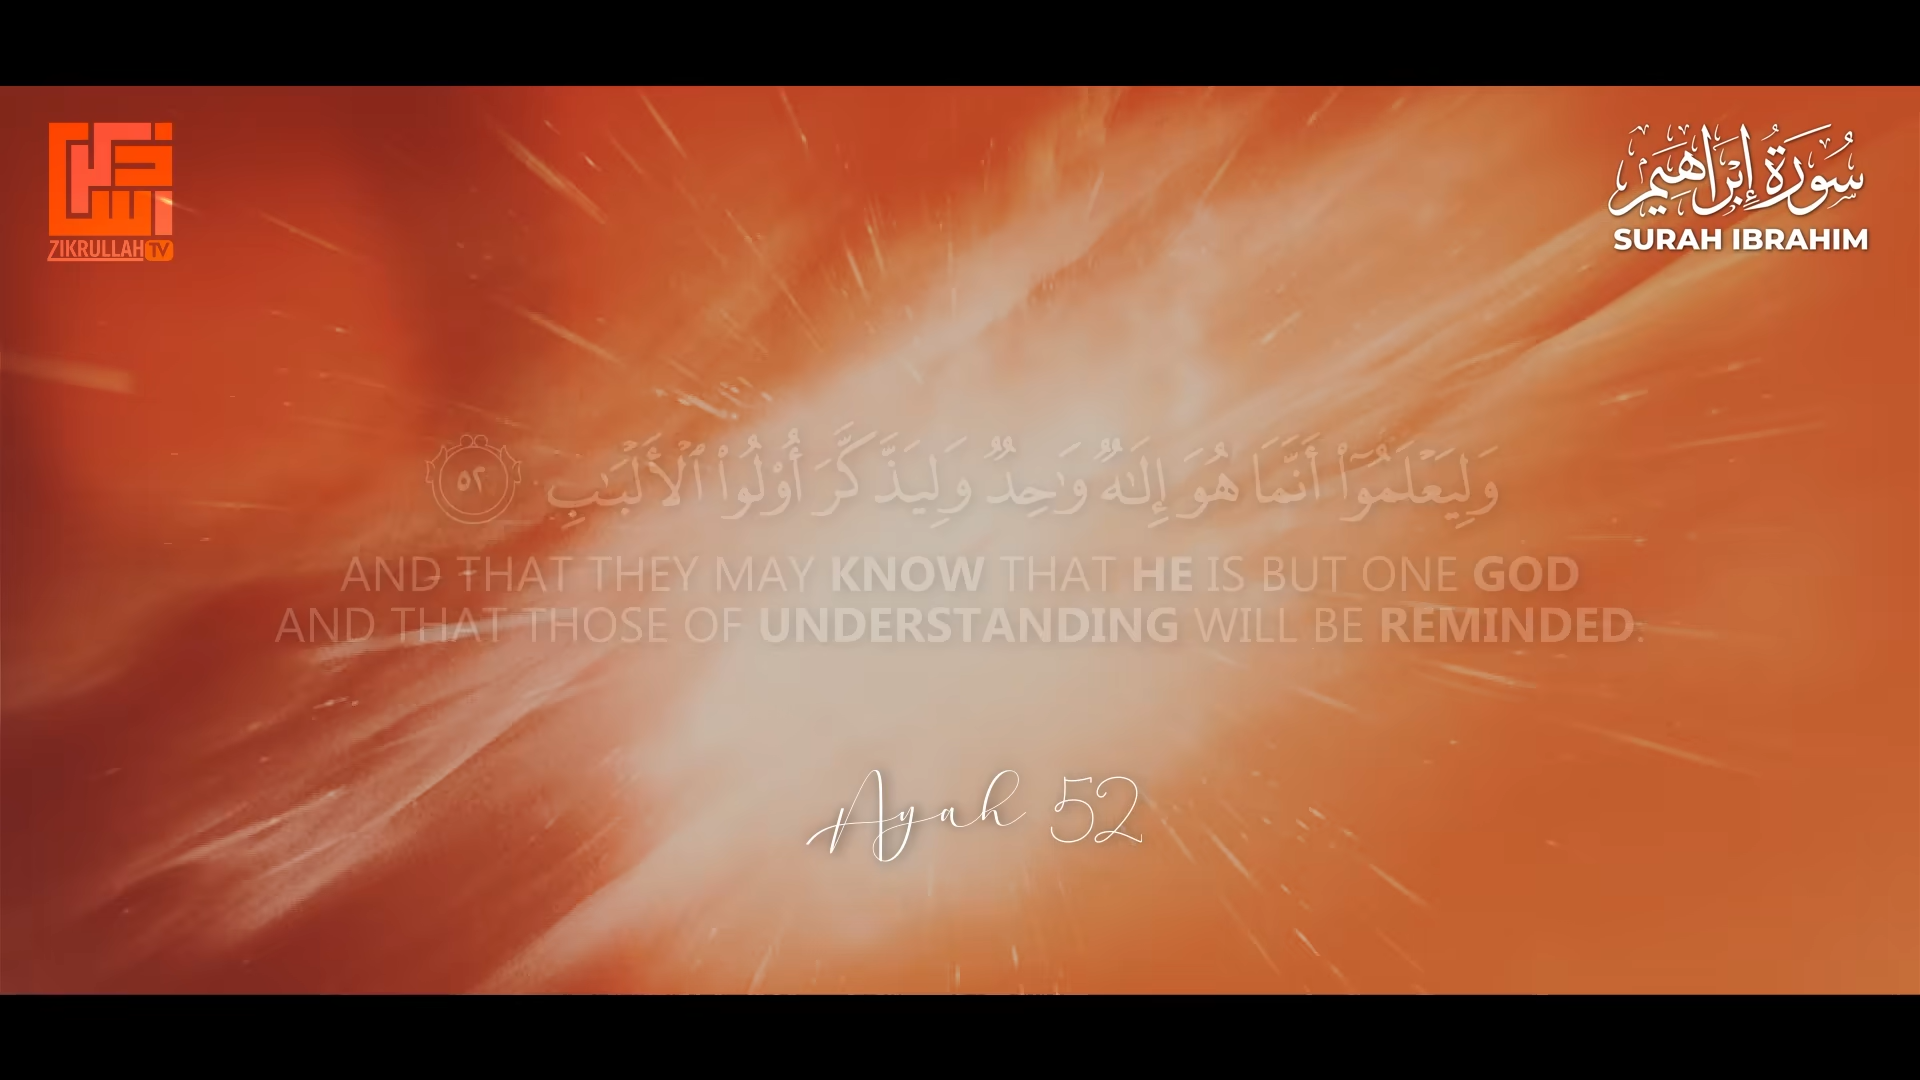 ZIKRULLAH TV
سُورَةُ إِبْرَاهِيم
SURAH IBRAHIM
وَلِيَعْلَمُوٓا۟ أَنَّمَا هُوَ إِلَـٰهٌ وَٰحِدٌ وَلِيَذَّكَّرَ أُو۟لُوا۟ ٱلْأَلْبَـٰبِ ٥٢
AND THAT THEY MAY KNOW THAT HE IS BUT ONE GOD
AND THAT THOSE OF UNDERSTANDING WILL BE REMINDED.
Ayah 52